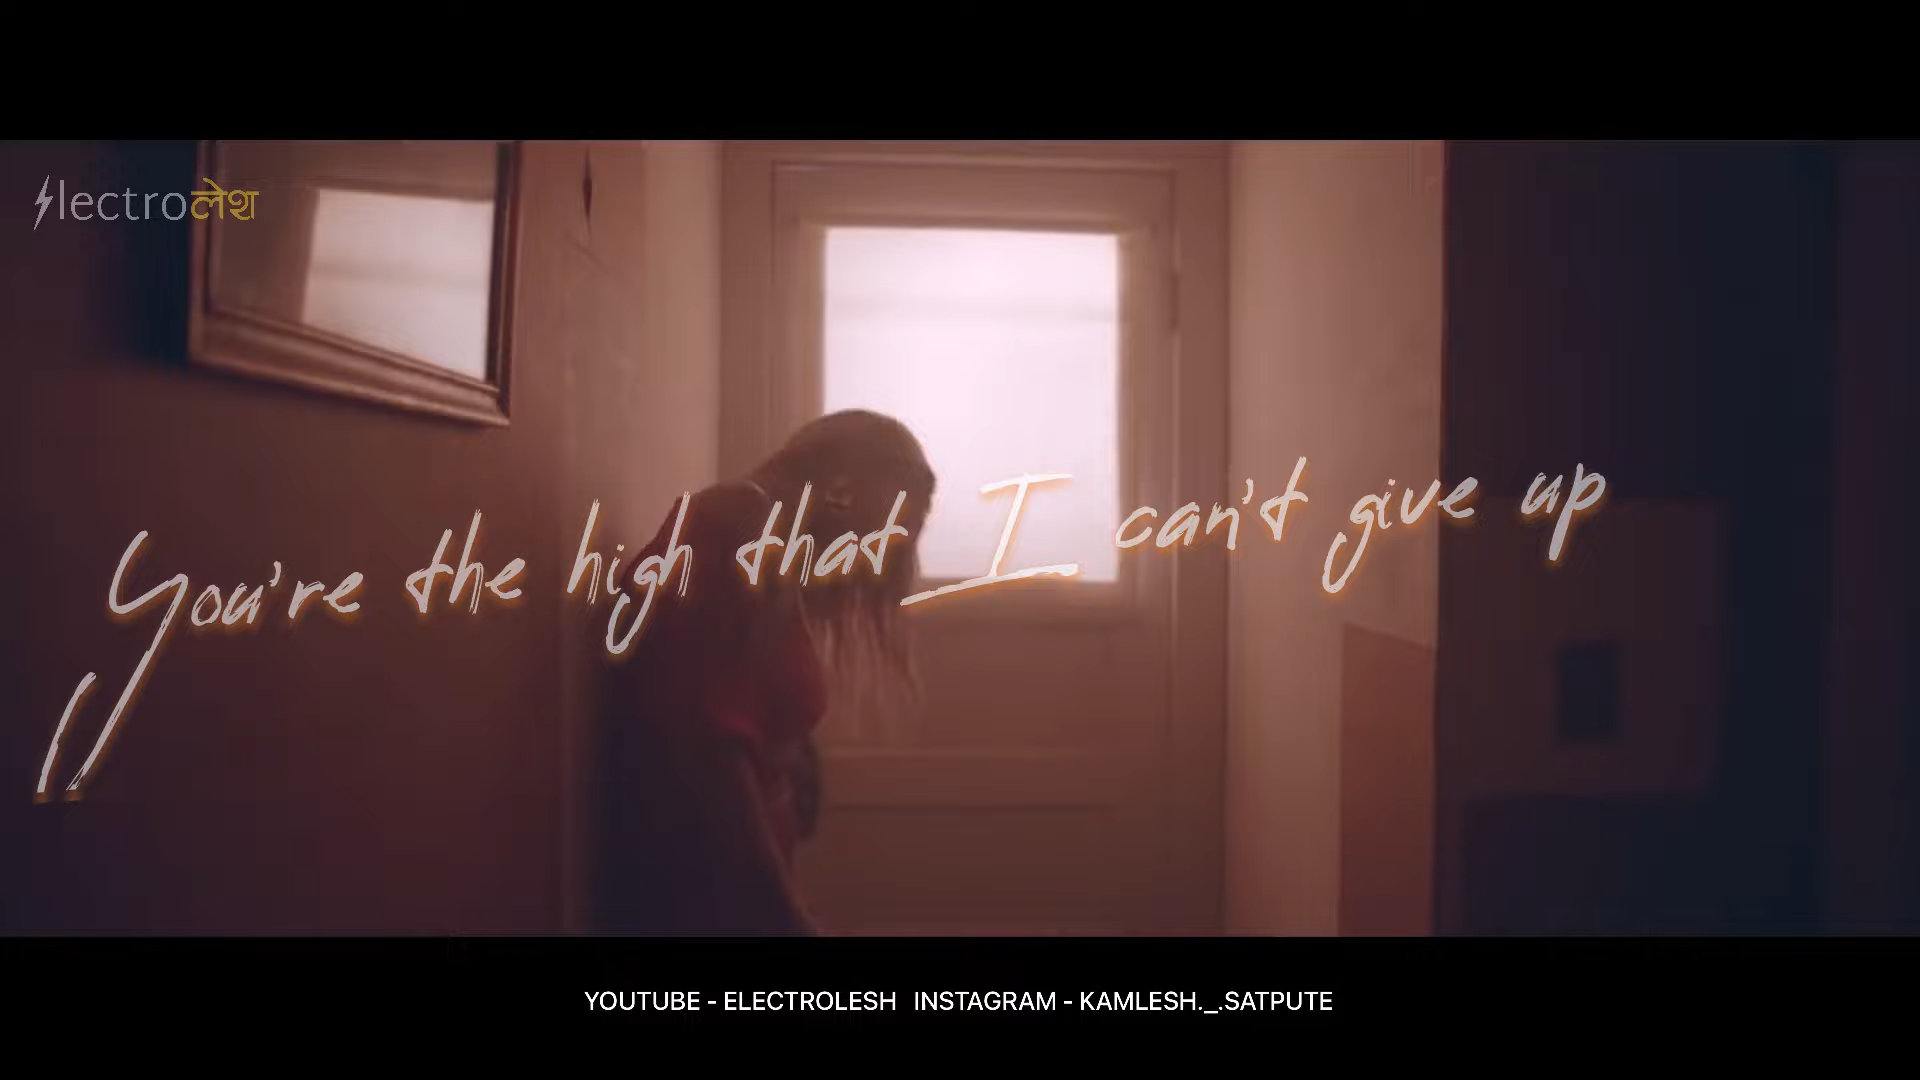 lectroलेश
You're the high that I can't give up
YOUTUBE - ELECTROLESH INSTAGRAM - KAMLESH._.SATPUTE